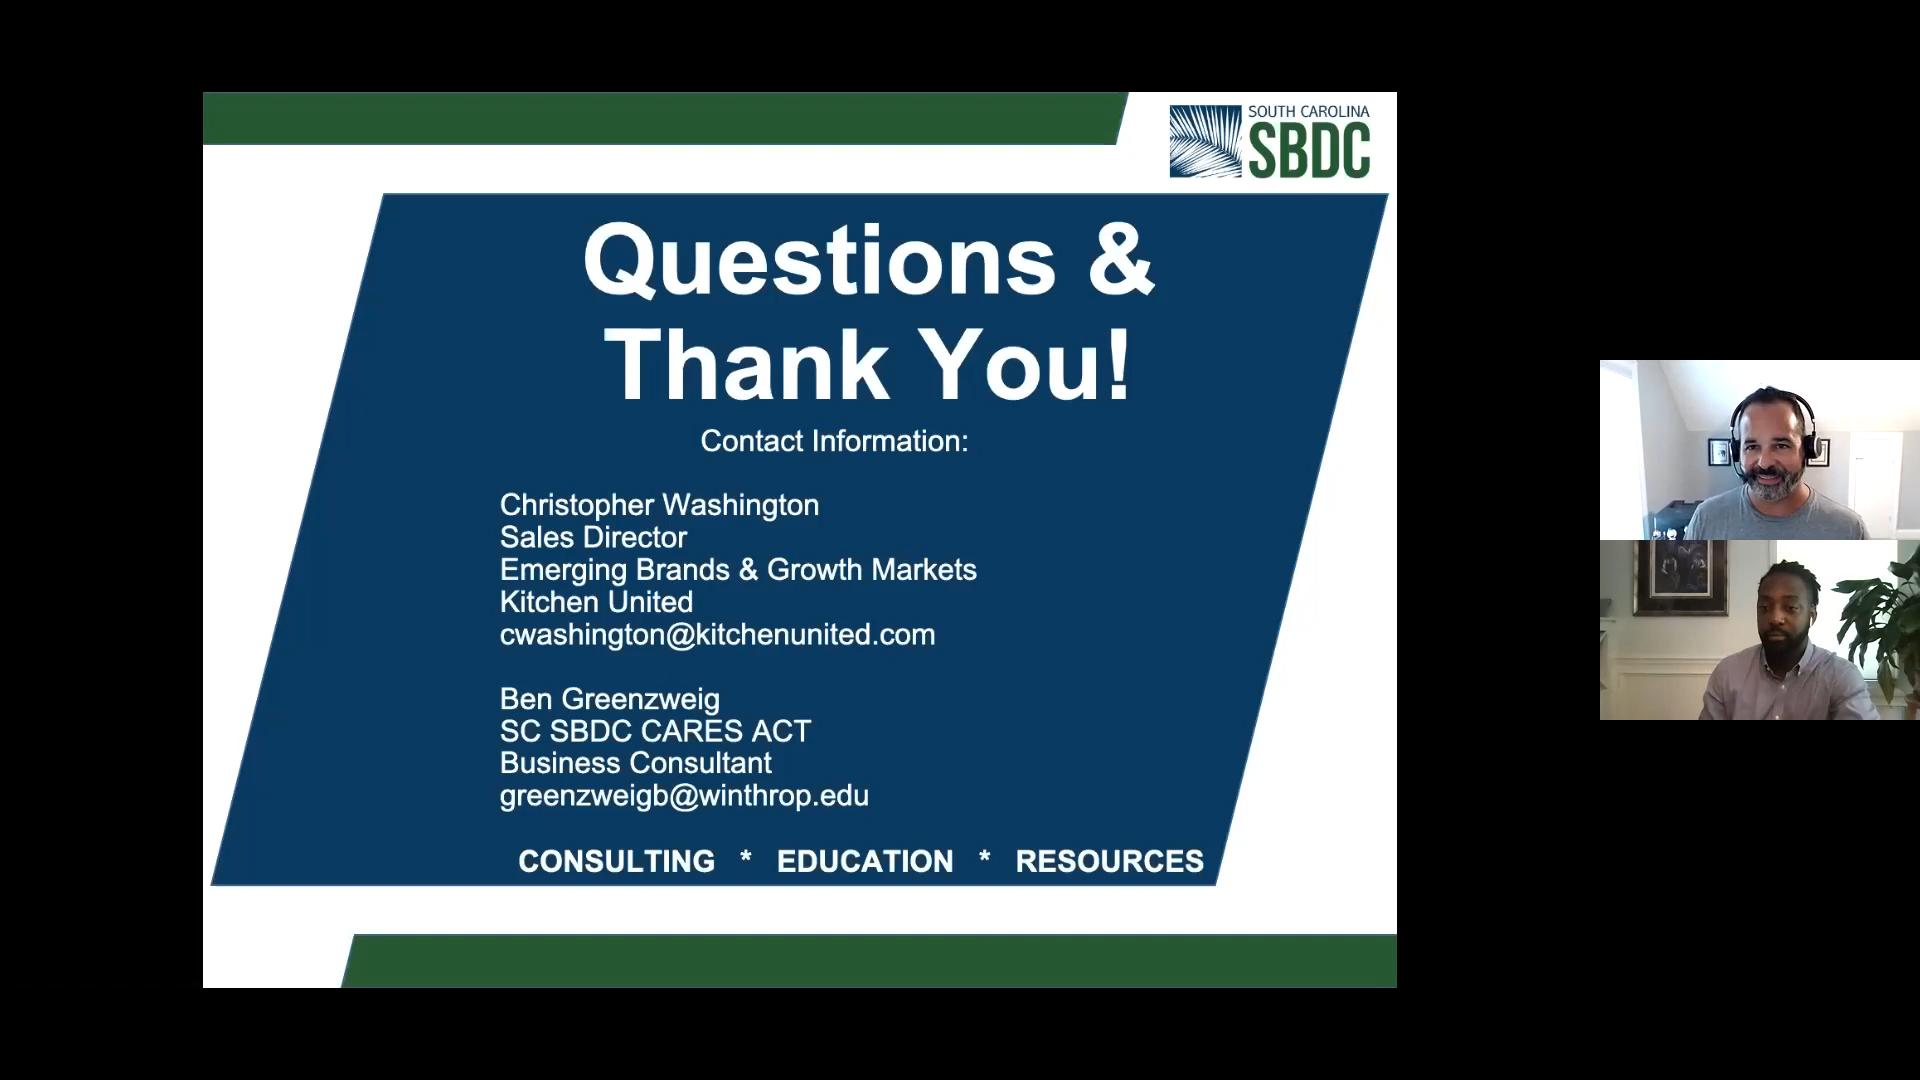 SOUTH CAROLINA
SBDC
Questions &
Thank You!
Contact Information:
Christopher Washington
Sales Director
Emerging Brands & Growth Markets
Kitchen United
cwashington@kitchenunited.com
Ben Greenzweig
SC SBDC CARES ACT
Business Consultant
greenzweigb@winthrop.edu
CONSULTING * EDUCATION * RESOURCES